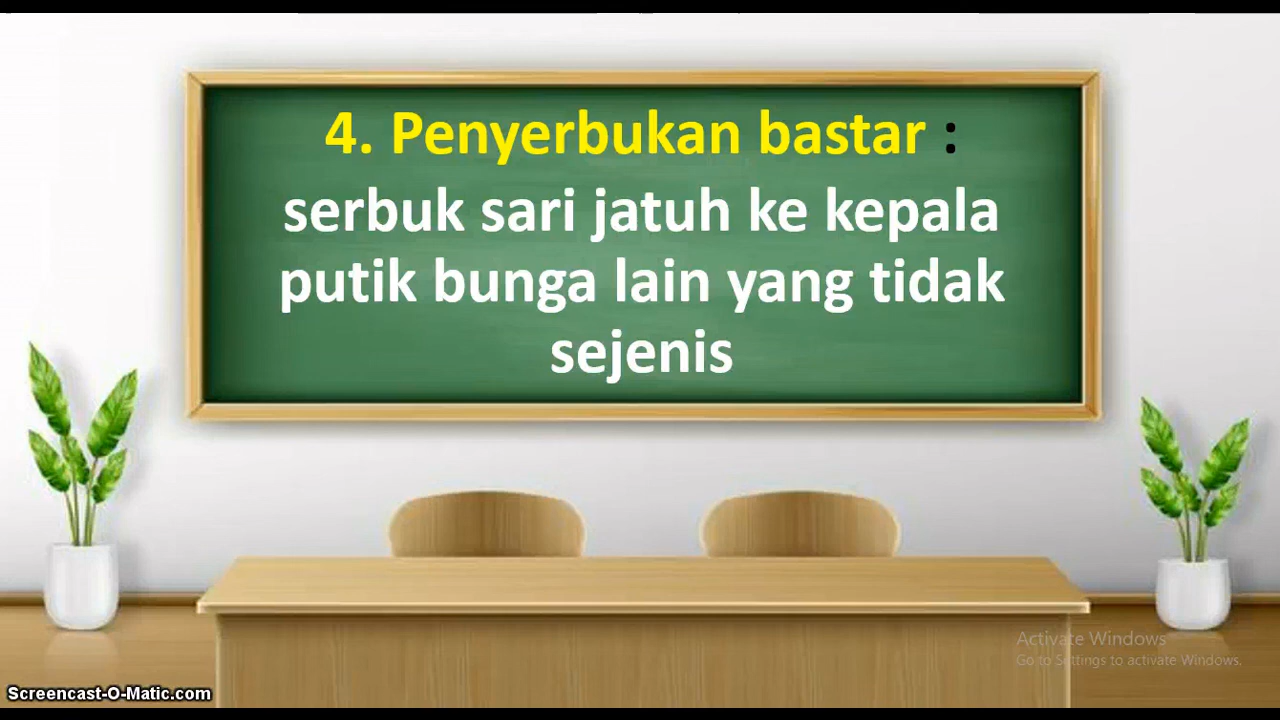 4. Penyerbukan bastar :
serbuk sari jatuh ke kepala
putik bunga lain yang tidak
sejenis
Activate Windows
Go to Settings to activate Windows.
Screencast-O-Matic.com